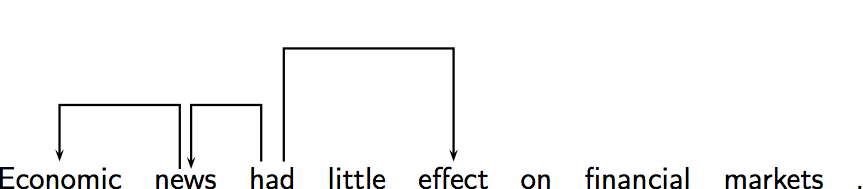 Economic news had little effect on financial markets .